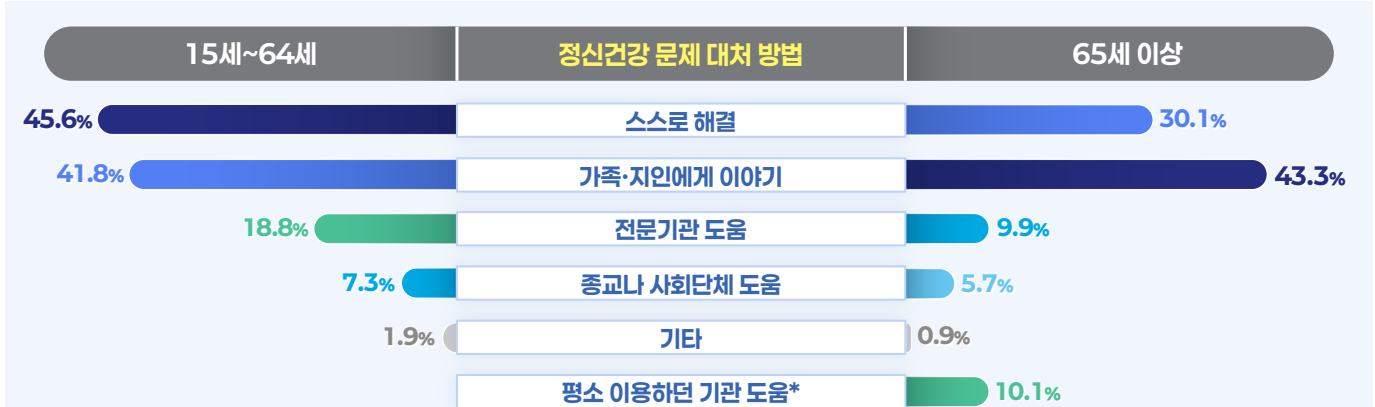 15세~64세 정신건강 문제 대처 방법 65세 이상
45.6% 스스로 해결 30.1%
41.8% 가족·지인에게 이야기 43.3%
18.8% 전문기관 도움 9.9%
7.3% 종교나 사회단체 도움 5.7%
1.9% 기타 0.9%
평소 이용하던 기관 도움* 10.1%